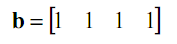 b = [1 1 1 1]